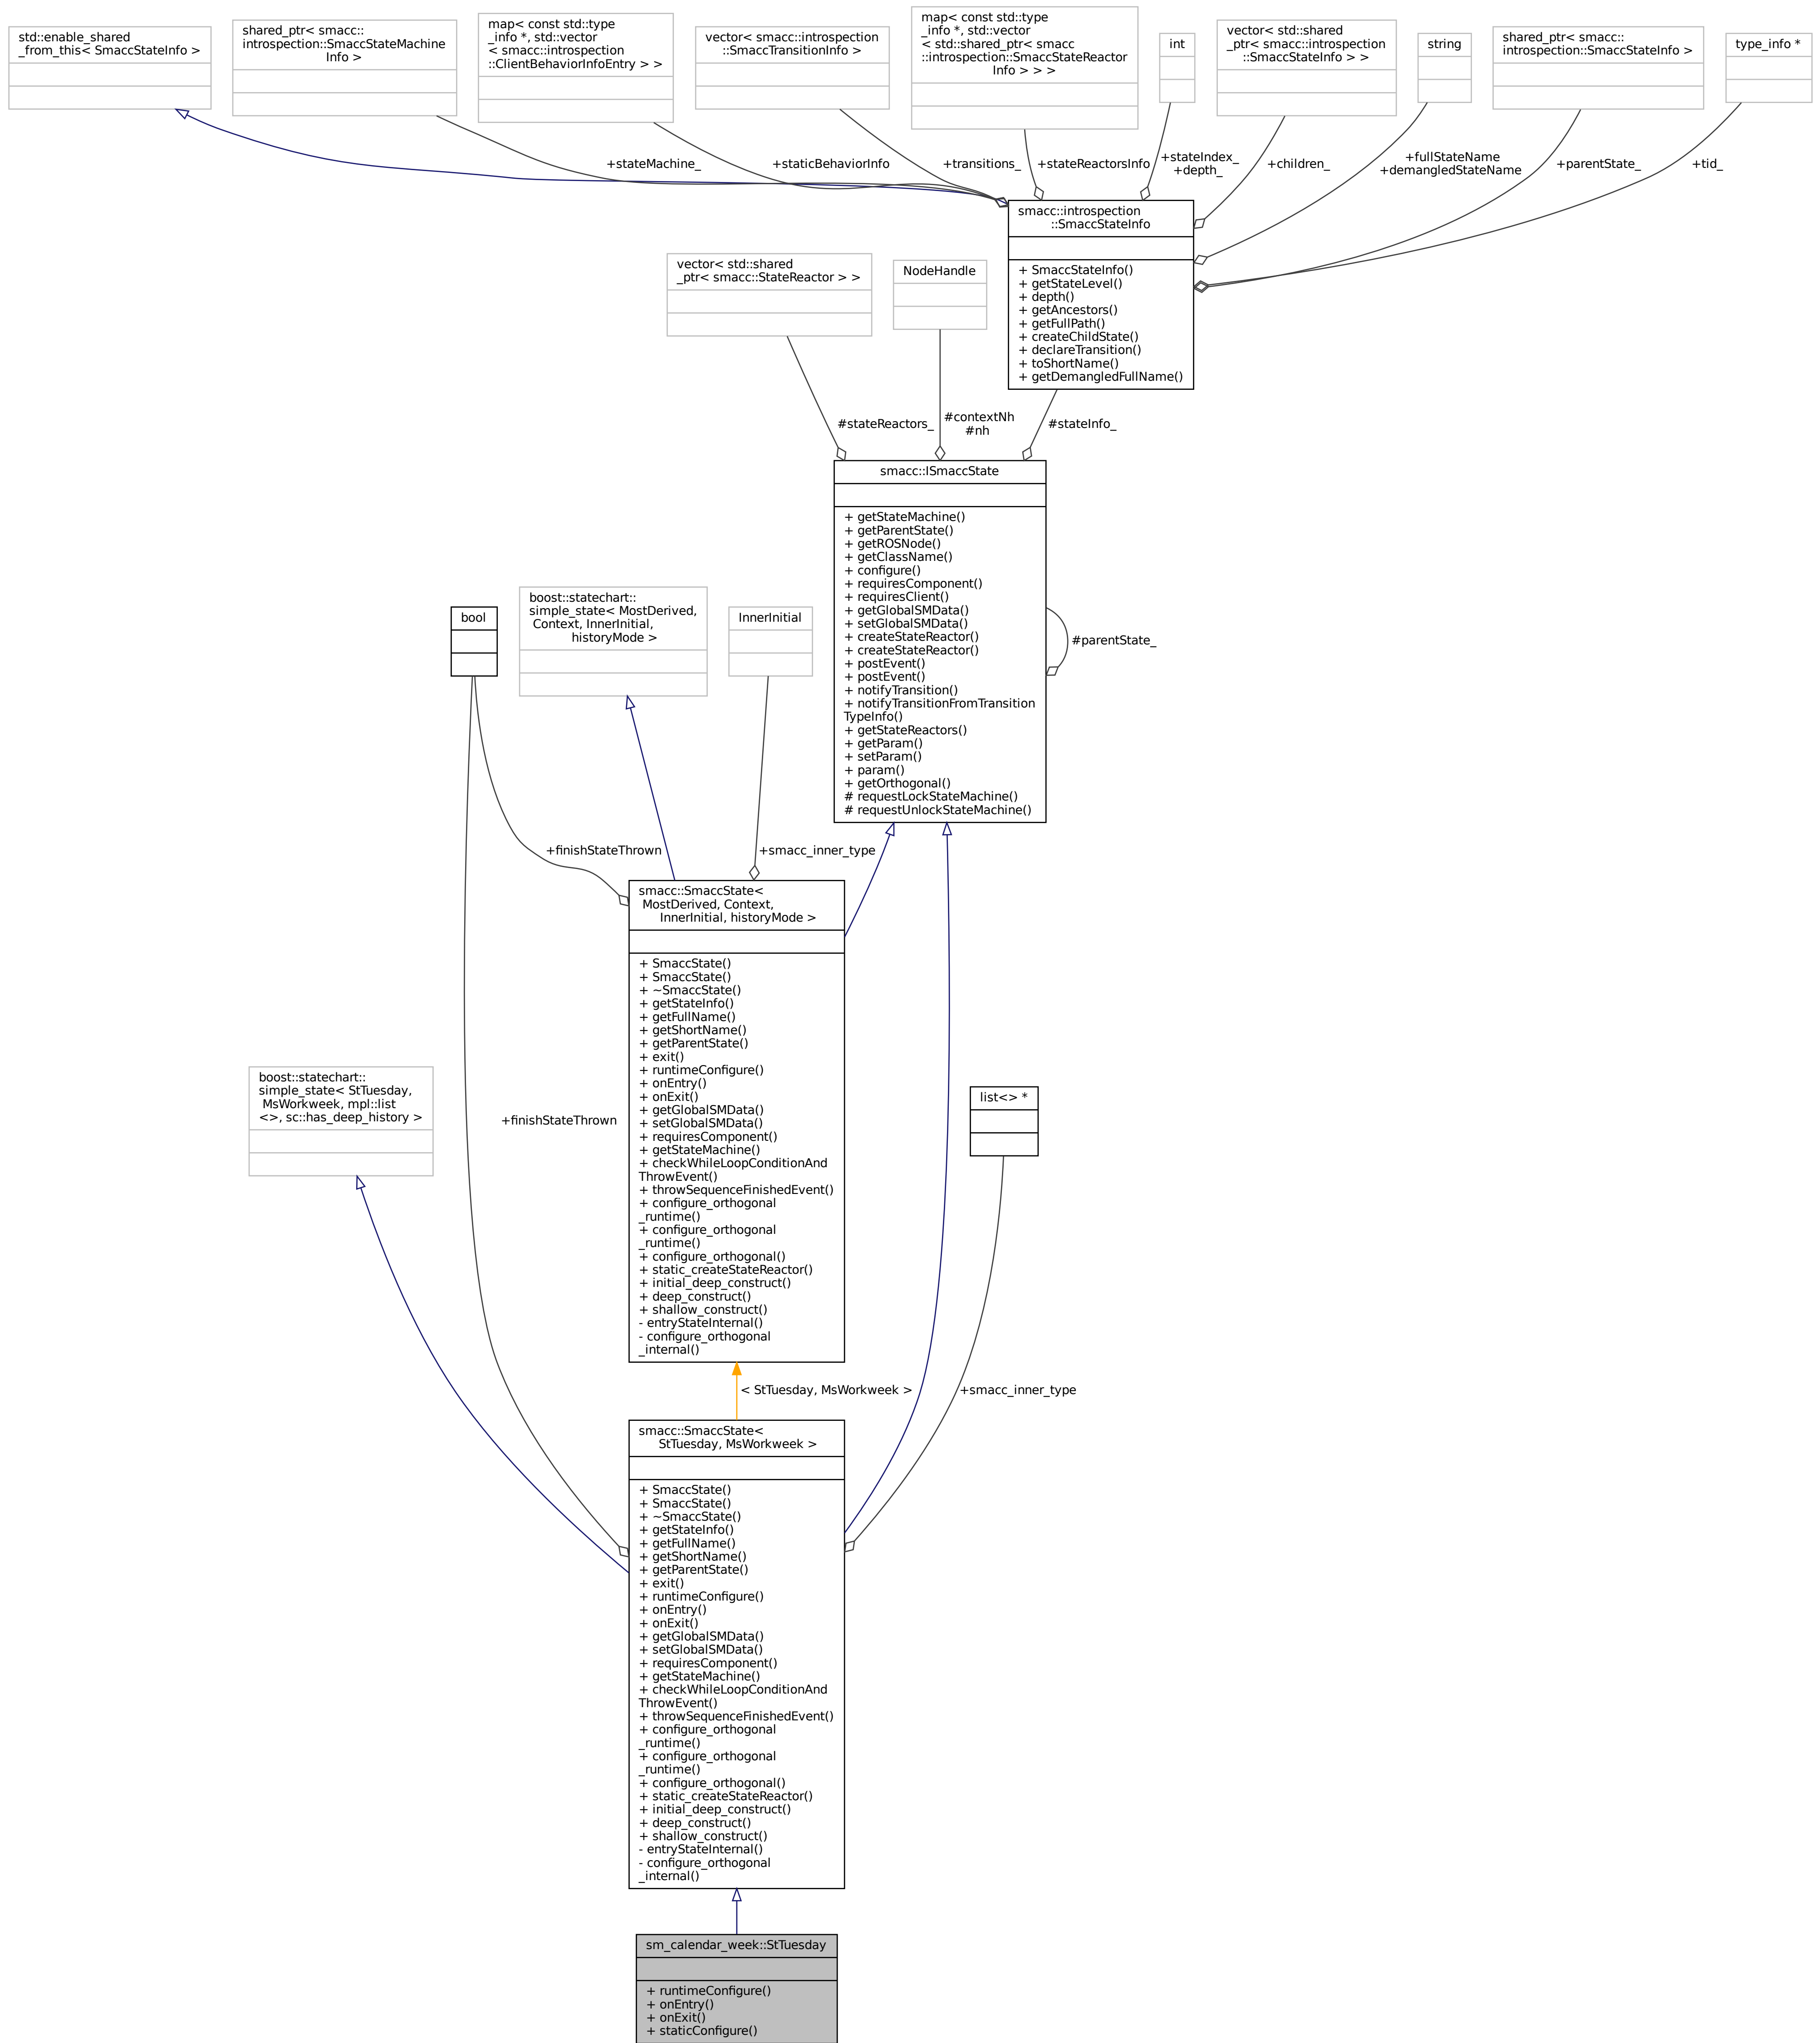 std::enable_shared
_from_this< SmaccStateInfo >
shared_ptr< smacc::
introspection::SmaccStateMachine
Info >
map< const std::type
_info *, std::vector
< smacc::introspection
::ClientBehaviorInfoEntry > >
vector< smacc::introspection
::SmaccTransitionInfo >
map< const std::type
_info *, std::vector
< std::shared_ptr< smacc
::introspection::SmaccStateReactor
Info > > >
int
vector< std::shared
_ptr< smacc::introspection
::SmaccStateInfo > >
string
shared_ptr< smacc::
introspection::SmaccStateInfo >
type_info *
+stateMachine_
+staticBehaviorInfo
+transitions_
+stateReactorsInfo
+stateIndex_
+depth_
+children_
+fullStateName
+demangledStateName
+parentState_
+tid_
smacc::introspection
::SmaccStateInfo
+ SmaccStateInfo()
+ getStateLevel()
+ depth()
+ getAncestors()
+ getFullPath()
+ createChildState()
+ declareTransition()
+ toShortName()
+ getDemangledFullName()
vector< std::shared
_ptr< smacc::StateReactor > >
NodeHandle
#stateReactors_
#contextNh
#nh
#stateInfo_
smacc::ISmaccState
+ getStateMachine()
+ getParentState()
+ getROSNode()
+ getClassName()
+ configure()
+ requiresComponent()
+ requiresClient()
+ getGlobalSMData()
+ setGlobalSMData()
+ createStateReactor()
+ createStateReactor()
+ postEvent()
+ postEvent()
+ notifyTransition()
+ notifyTransitionFromTransition
TypeInfo()
+ getStateReactors()
+ getParam()
+ setParam()
+ param()
+ getOrthogonal()
# requestLockStateMachine()
# requestUnlockStateMachine()
#parentState_
bool
boost::statechart::
simple_state< MostDerived,
Context, InnerInitial,
historyMode >
InnerInitial
+finishStateThrown
+smacc_inner_type
smacc::SmaccState<
MostDerived, Context,
InnerInitial, historyMode >
+ SmaccState()
+ SmaccState()
+ ~SmaccState()
+ getStateInfo()
+ getFullName()
+ getShortName()
+ getParentState()
+ exit()
+ runtimeConfigure()
+ onEntry()
+ onExit()
+ getGlobalSMData()
+ setGlobalSMData()
+ requiresComponent()
+ getStateMachine()
+ checkWhileLoopConditionAnd
ThrowEvent()
+ throwSequenceFinishedEvent()
+ configure_orthogonal
_runtime()
+ configure_orthogonal
_runtime()
+ configure_orthogonal()
+ static_createStateReactor()
+ initial_deep_construct()
+ deep_construct()
+ shallow_construct()
- entryStateInternal()
- configure_orthogonal
_internal()
boost::statechart::
simple_state< StTuesday,
MsWorkweek, mpl::list
<>, sc::has_deep_history >
+finishStateThrown
list<> *
< StTuesday, MsWorkweek >
+smacc_inner_type
smacc::SmaccState<
StTuesday, MsWorkweek >
+ SmaccState()
+ SmaccState()
+ ~SmaccState()
+ getStateInfo()
+ getFullName()
+ getShortName()
+ getParentState()
+ exit()
+ runtimeConfigure()
+ onEntry()
+ onExit()
+ getGlobalSMData()
+ setGlobalSMData()
+ requiresComponent()
+ getStateMachine()
+ checkWhileLoopConditionAnd
ThrowEvent()
+ throwSequenceFinishedEvent()
+ configure_orthogonal
_runtime()
+ configure_orthogonal
_runtime()
+ configure_orthogonal()
+ static_createStateReactor()
+ initial_deep_construct()
+ deep_construct()
+ shallow_construct()
- entryStateInternal()
- configure_orthogonal
_internal()
sm_calendar_week::StTuesday
+ runtimeConfigure()
+ onEntry()
+ onExit()
+ staticConfigure()